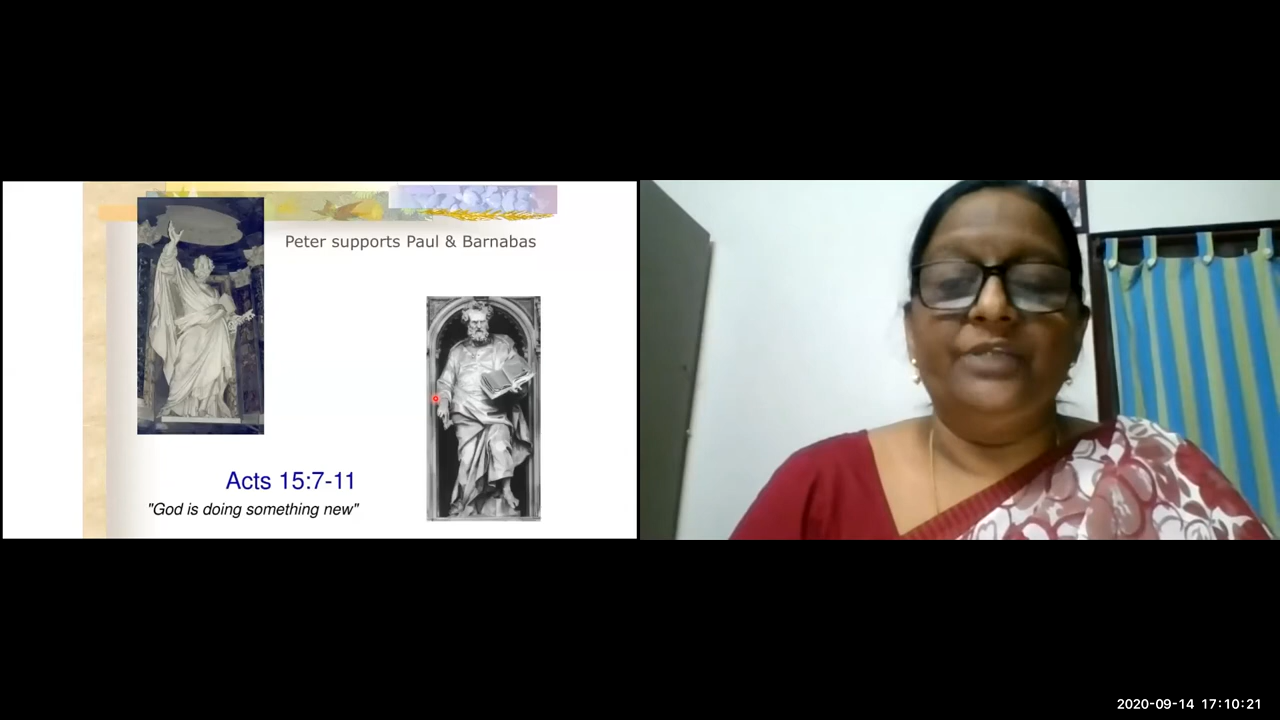 Peter supports Paul & Barnabas
Acts 15:7-11
"God is doing something new"
2020-09-14 17:10:21